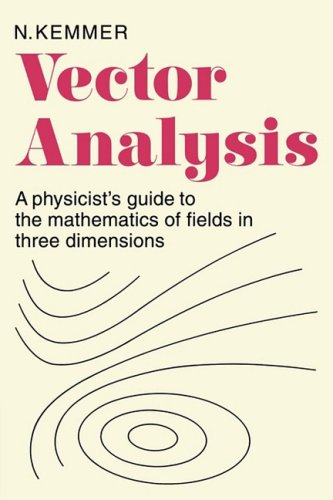 N. KEMMER
Vector
Analysis
A physicist's guide to
the mathematics of fields in
three dimensions